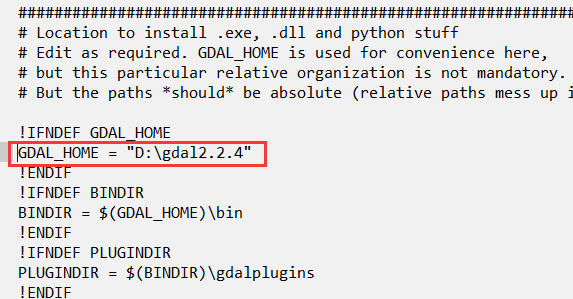 ##############################################################################
# Location to install .exe, .dll and python stuff
# Edit as required. GDAL_HOME is used for convenience here,
# but this particular relative organization is not mandatory.
# But the paths *should* be absolute (relative paths mess up i
!IFNDEF GDAL_HOME
GDAL_HOME = "D:\gdal2.2.4"
!ENDIF
!IFNDEF BINDIR
BINDIR = $(GDAL_HOME)\bin
!ENDIF
!IFNDEF PLUGINDIR
PLUGINDIR = $(BINDIR)\gdalplugins
!ENDIF